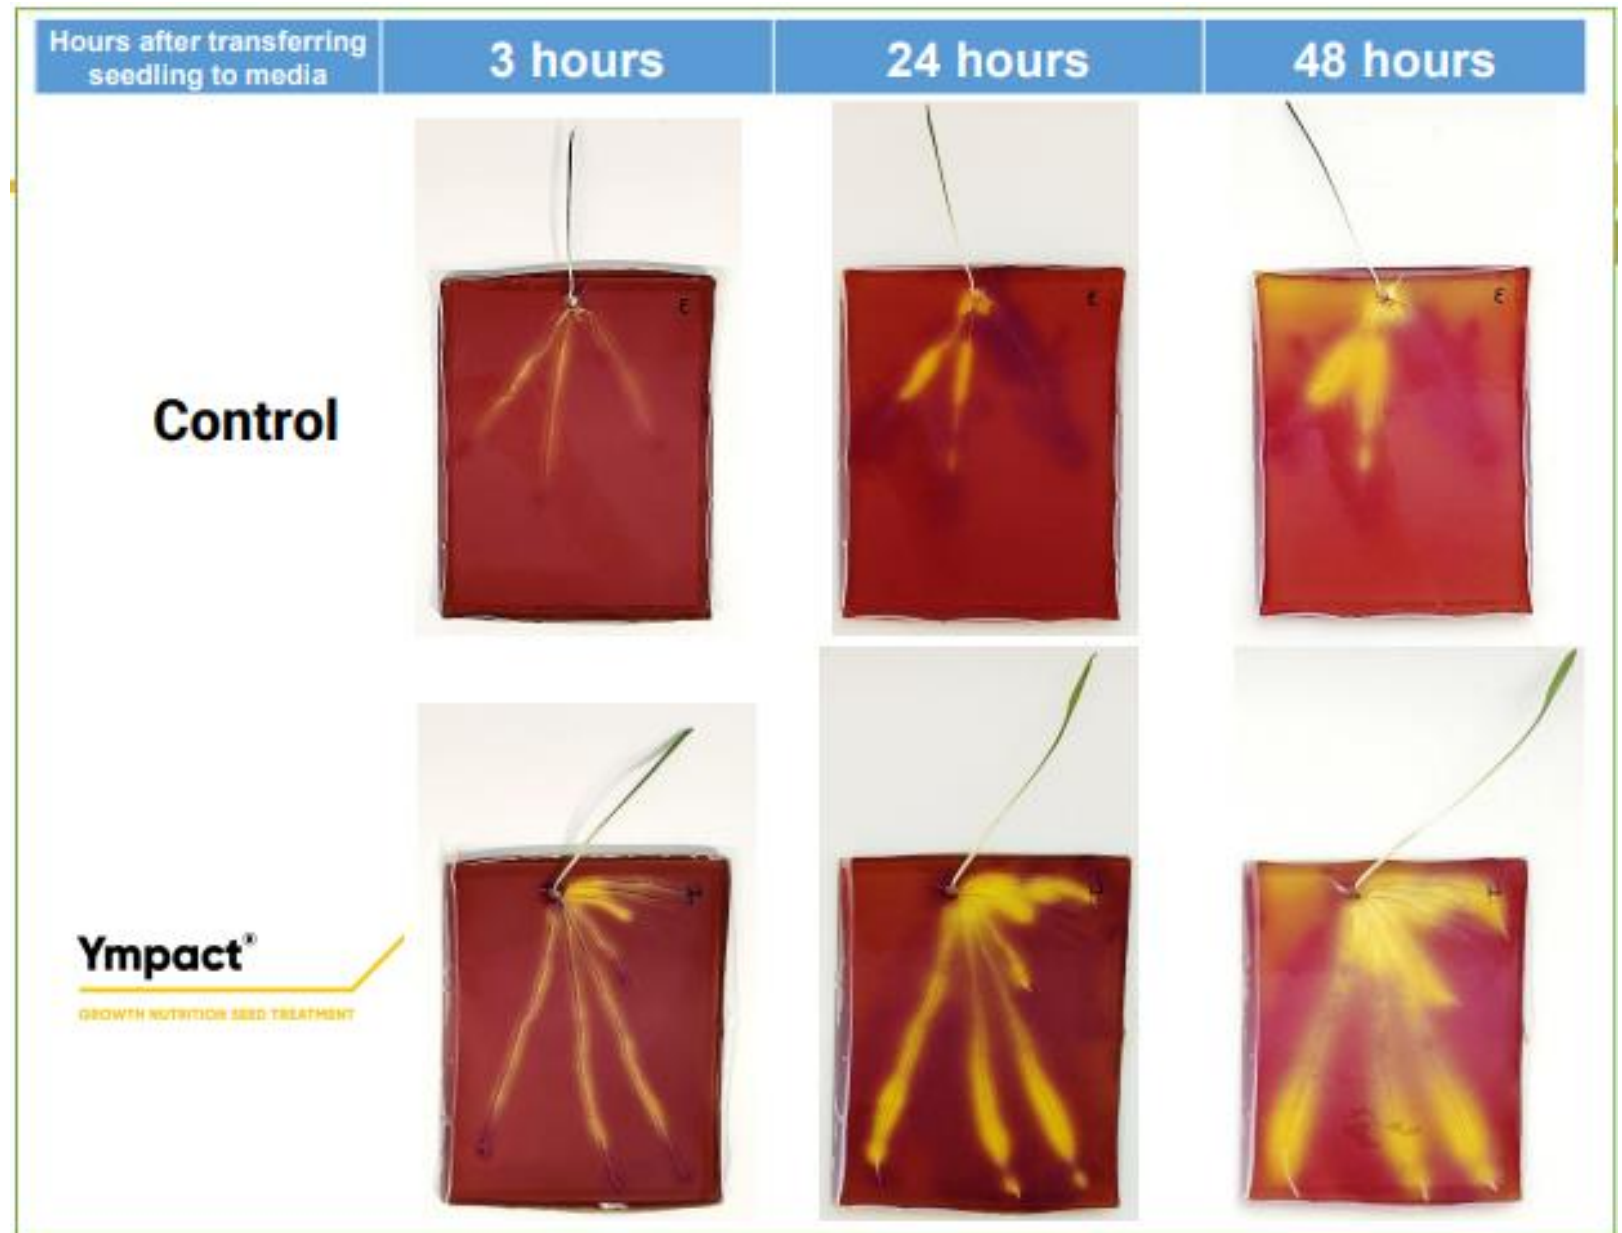 Hours after transferring
seedling to media
3 hours
24 hours
48 hours
Control
Ympact®
GROWTH NUTRITION SEED TREATMENT